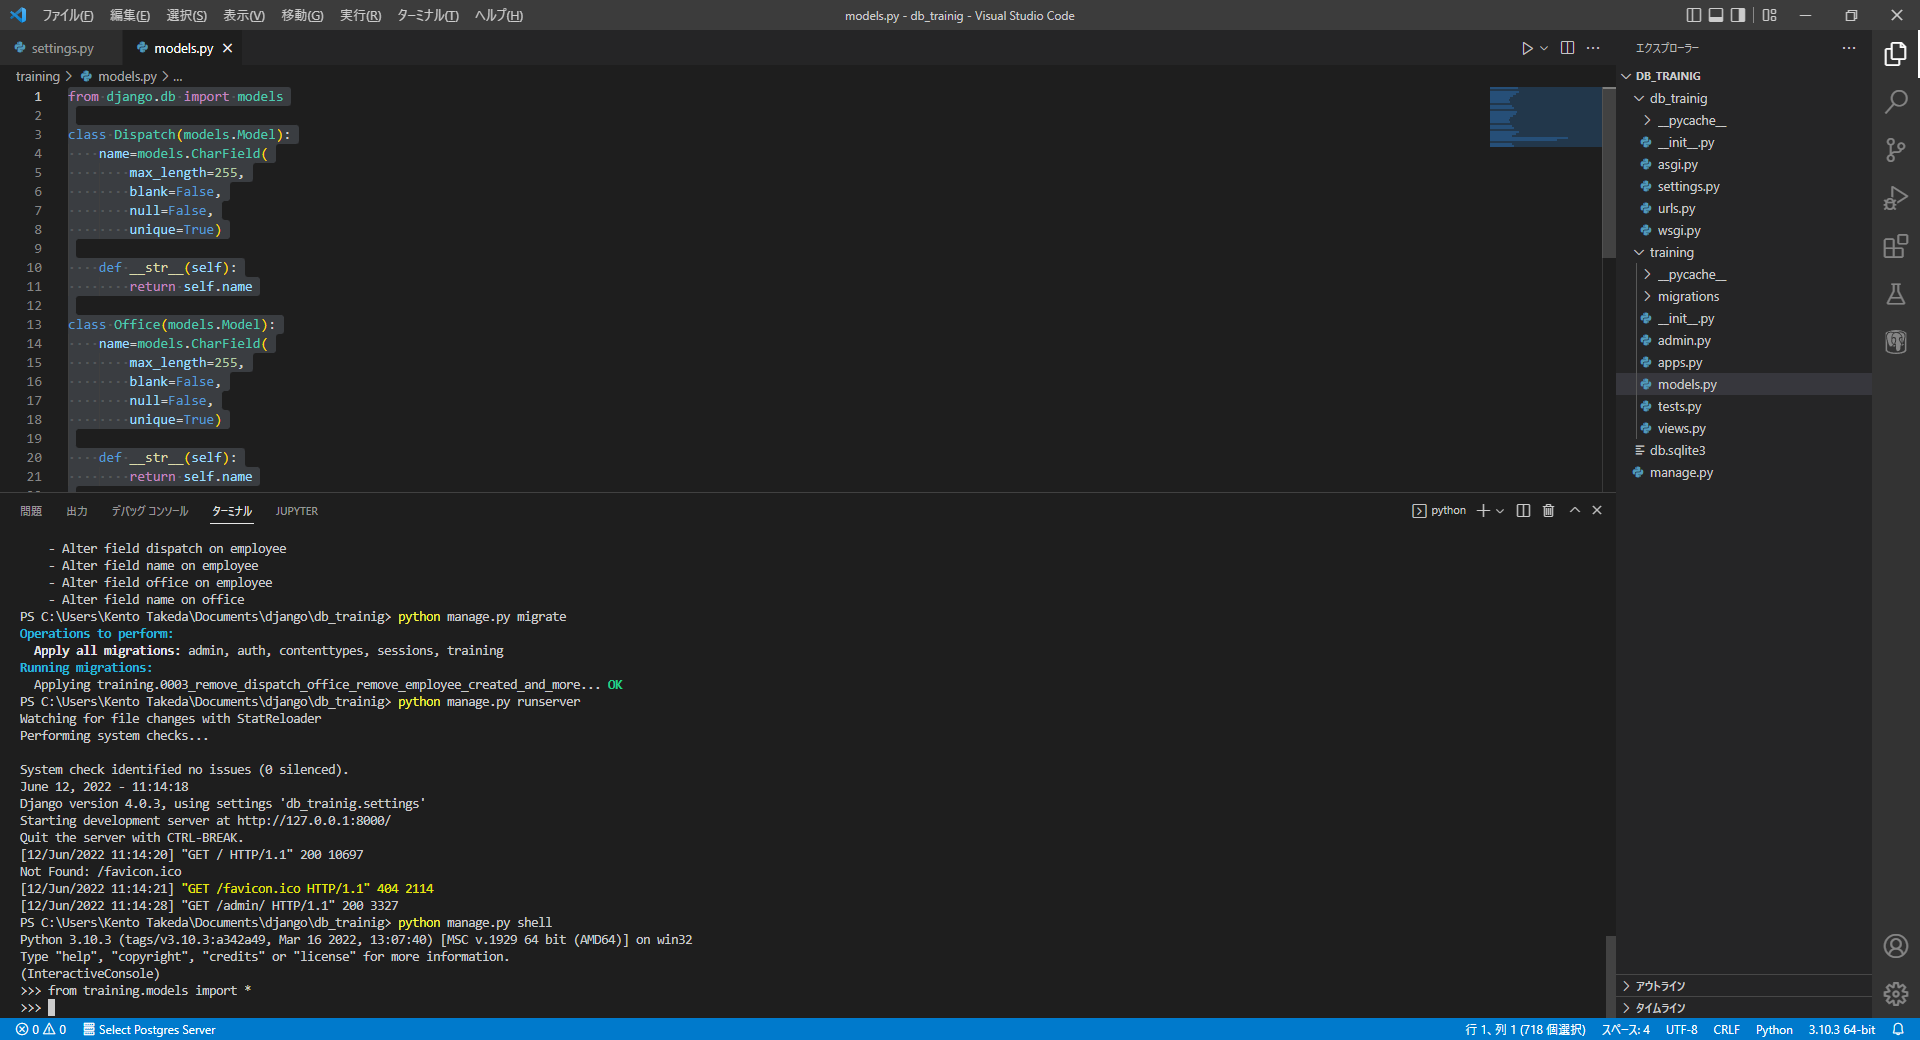 ファイル(F) 編集(E) 選択(S) 表示(V) 移動(G) 実行(R) ターミナル(T) ヘルプ(H)
models.py - db_trainig - Visual Studio Code
settings.py
models.py
training > models.py > ...
1 from django.db import models
2
3 class Dispatch(models.Model):
4 name=models.CharField(
5 max_length=255,
6 blank=False,
7 null=False,
8 unique=True)
9
10 def __str__(self):
11 return self.name
12
13 class Office(models.Model):
14 name=models.CharField(
15 max_length=255,
16 blank=False,
17 null=False,
18 unique=True)
19
20 def __str__(self):
21 return self.name
問題 出力 デバッグ コンソール ターミナル JUPYTER
python
- Alter field dispatch on employee
- Alter field name on employee
- Alter field office on employee
- Alter field name on office
PS C:\Users\Kento Takeda\Documents\django\db_trainig> python manage.py migrate
Operations to perform:
Apply all migrations: admin, auth, contenttypes, sessions, training
Running migrations:
Applying training.0003_remove_dispatch_office_remove_employee_created_and_more... OK
PS C:\Users\Kento Takeda\Documents\django\db_trainig> python manage.py runserver
Watching for file changes with StatReloader
Performing system checks...
System check identified no issues (0 silenced).
June 12, 2022 - 11:14:18
Django version 4.0.3, using settings 'db_trainig.settings'
Starting development server at http://127.0.0.1:8000/
Quit the server with CTRL-BREAK.
[12/Jun/2022 11:14:20] "GET / HTTP/1.1" 200 10697
Not Found: /favicon.ico
[12/Jun/2022 11:14:21] "GET /favicon.ico HTTP/1.1" 404 2114
[12/Jun/2022 11:14:28] "GET /admin/ HTTP/1.1" 200 3327
PS C:\Users\Kento Takeda\Documents\django\db_trainig> python manage.py shell
Python 3.10.3 (tags/v3.10.3:a342a49, Mar 16 2022, 13:07:40) [MSC v.1929 64 bit (AMD64)] on win32
Type "help", "copyright", "credits" or "license" for more information.
(InteractiveConsole)
>>> from training.models import *
>>>
エクスプローラー
DB_TRAINIG
db_trainig
__pycache__
__init__.py
asgi.py
settings.py
urls.py
wsgi.py
training
__pycache__
migrations
__init__.py
admin.py
apps.py
models.py
tests.py
views.py
db.sqlite3
manage.py
アウトライン
タイムライン
0 0 Select Postgres Server
行 1、列 1 (718 個選択) スペース: 4 UTF-8 CRLF Python 3.10.3 64-bit